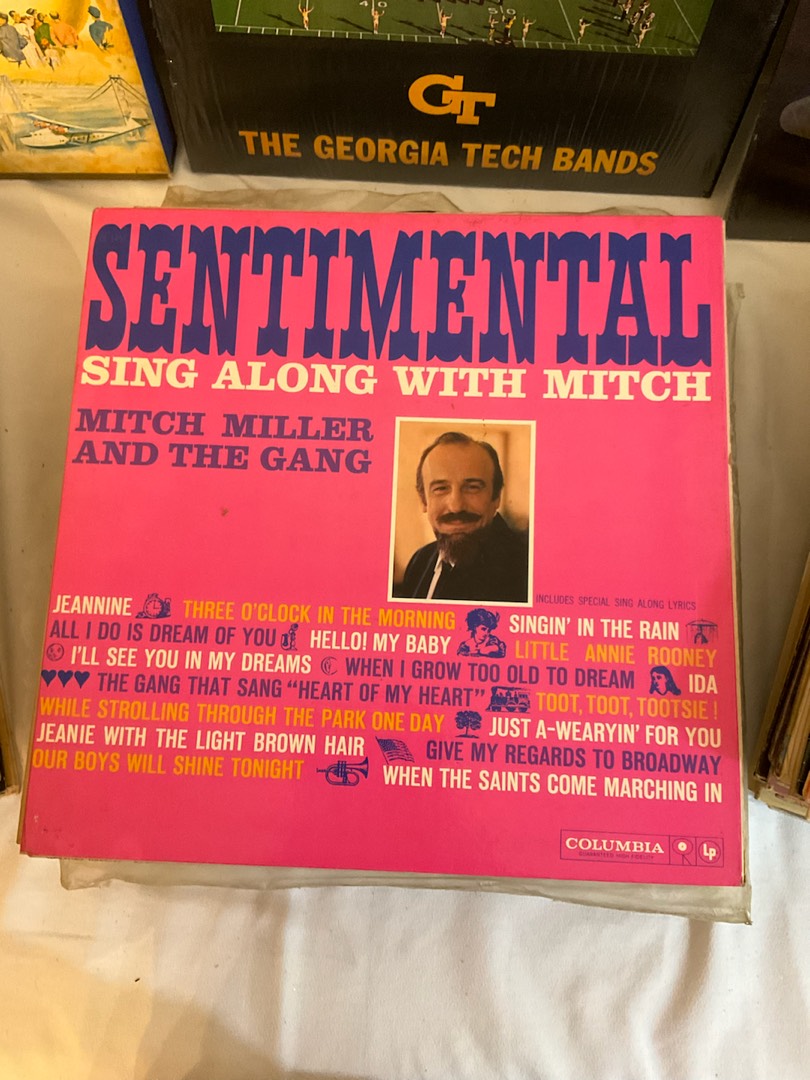 GT
THE GEORGIA TECH BANDS
SENTIMENTAL
SING ALONG WITH MITCH
MITCH MILLER
AND THE GANG
INCLUDES SPECIAL SING ALONG LYRICS
JEANNINE THREE O'CLOCK IN THE MORNING SINGIN' IN THE RAIN
ALL I DO IS DREAM OF YOU HELLO! MY BABY LITTLE ANNIE ROONEY
I'LL SEE YOU IN MY DREAMS WHEN I GROW TOO OLD TO DREAM IDA
THE GANG THAT SANG "HEART OF MY HEART" TOOT, TOOT, TOOTSIE!
WHILE STROLLING THROUGH THE PARK ONE DAY JUST A-WEARYIN' FOR YOU
JEANIE WITH THE LIGHT BROWN HAIR GIVE MY REGARDS TO BROADWAY
OUR BOYS WILL SHINE TONIGHT WHEN THE SAINTS COME MARCHING IN
COLUMBIA Lp
GUARANTEED HIGH FIDELITY